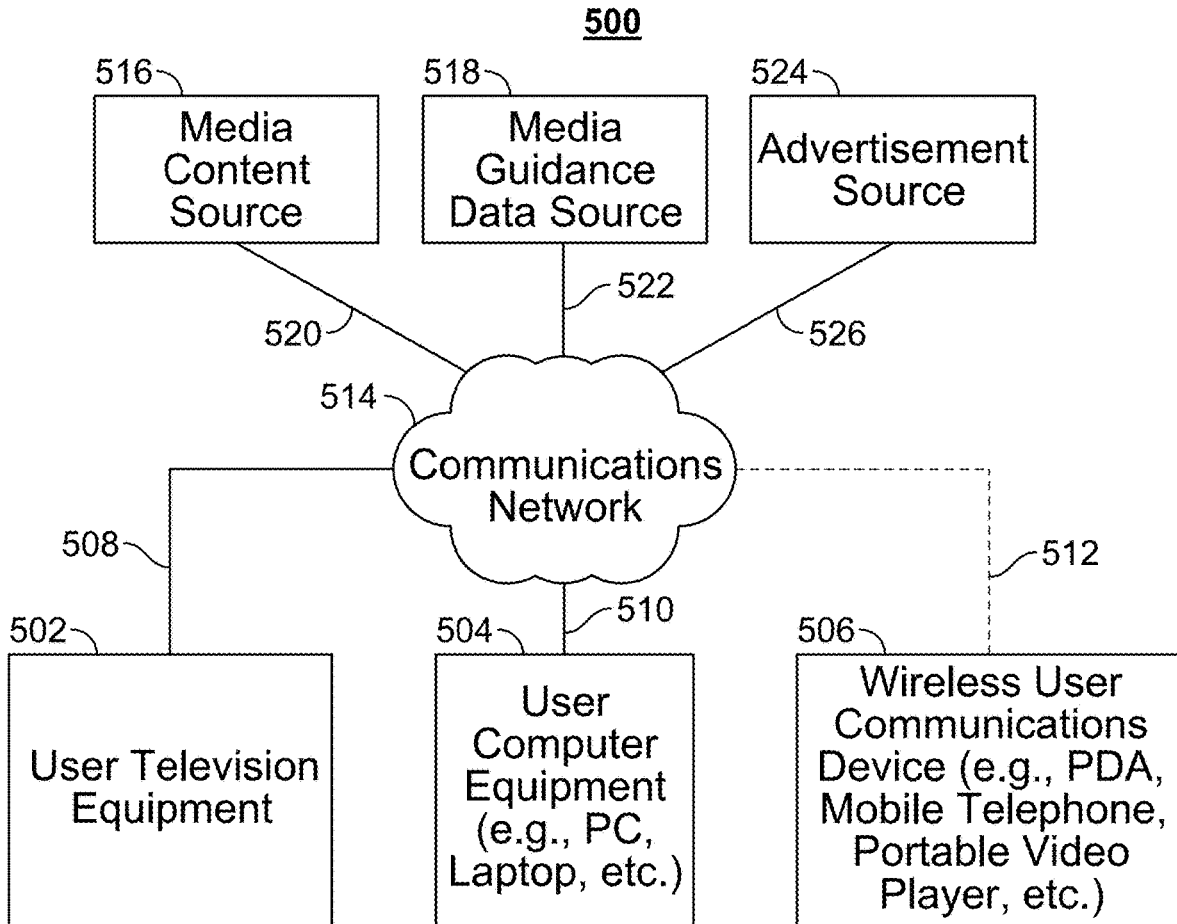 500
516
518
524
Media
Content
Source
Media
Guidance
Data Source
Advertisement
Source
520
522
526
514
Communications
Network
508
510
512
502
504
506
User Television
Equipment
User
Computer
Equipment
(e.g., PC,
Laptop, etc.)
Wireless User
Communications
Device (e.g., PDA,
Mobile Telephone,
Portable Video
Player, etc.)